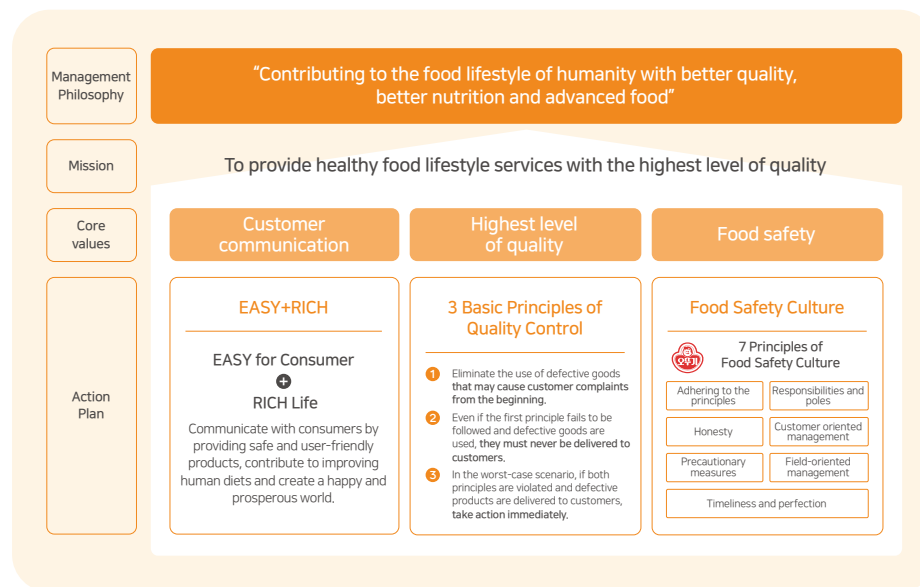 Management
Philosophy
“Contributing to the food lifestyle of humanity with better quality,
better nutrition and advanced food”
Mission
To provide healthy food lifestyle services with the highest level of quality
Core
values
Customer
communication
Highest level
of quality
Food safety
Action
Plan
EASY+RICH
EASY for Consumer
+
RICH Life
Communicate with consumers by
providing safe and user-friendly
products, contribute to improving
human diets and create a happy and
prosperous world.
3 Basic Principles of
Quality Control
1 Eliminate the use of defective goods
that may cause customer complaints
from the beginning.
2 Even if the first principle fails to be
followed and defective goods are
used, they must never be delivered to
customers.
3 In the worst-case scenario, if both
principles are violated and defective
products are delivered to customers,
take action immediately.
Food Safety Culture
오뚜기
7 Principles of
Food Safety Culture
Adhering to the
principles
Responsibilities and
poles
Honesty
Customer oriented
management
Precautionary
measures
Field-oriented
management
Timeliness and perfection